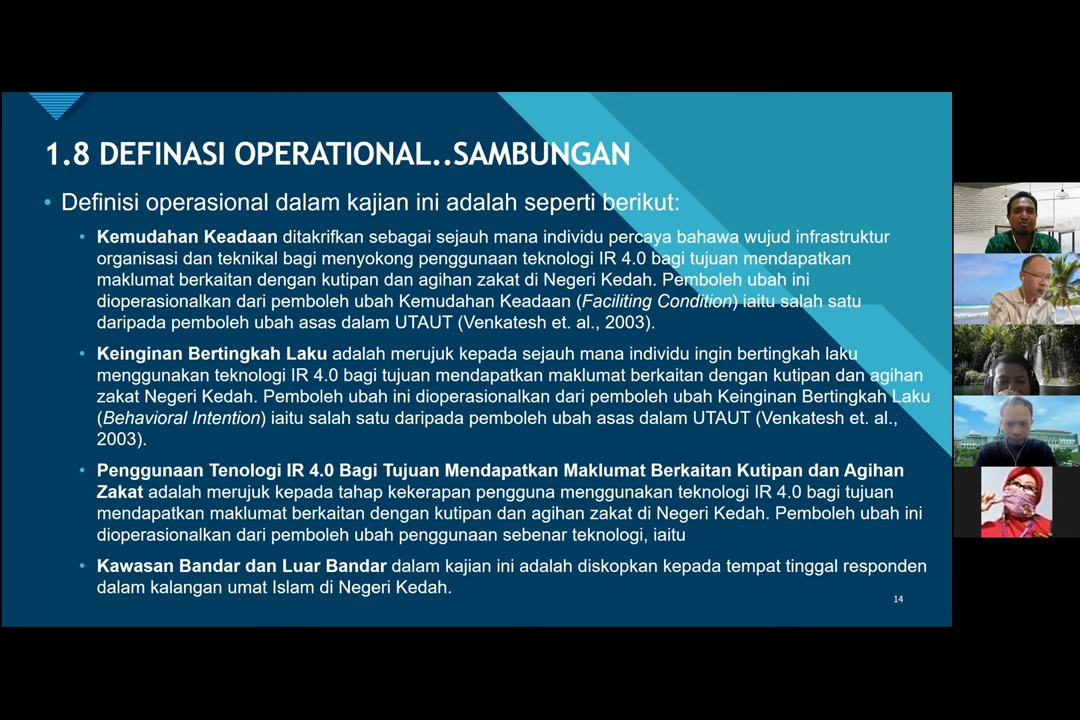 1.8 DEFINASI OPERATIONAL..SAMBUNGAN
• Definisi operasional dalam kajian ini adalah seperti berikut:
• Kemudahan Keadaan ditakrifkan sebagai sejauh mana individu percaya bahawa wujud infrastruktur
organisasi dan teknikal bagi menyokong penggunaan teknologi IR 4.0 bagi tujuan mendapatkan
maklumat berkaitan dengan kutipan dan agihan zakat di Negeri Kedah. Pemboleh ubah ini
dioperasionalkan dari pemboleh ubah Kemudahan Keadaan (Faciliting Condition) iaitu salah satu
daripada pemboleh ubah asas dalam UTAUT (Venkatesh et. al., 2003).
• Keinginan Bertingkah Laku adalah merujuk kepada sejauh mana individu ingin bertingkah laku
menggunakan teknologi IR 4.0 bagi tujuan mendapatkan maklumat berkaitan dengan kutipan dan agihan
zakat Negeri Kedah. Pemboleh ubah ini dioperasionalkan dari pemboleh ubah Keinginan Bertingkah Laku
(Behavioral Intention) iaitu salah satu daripada pemboleh ubah asas dalam UTAUT (Venkatesh et. al.,
2003).
• Penggunaan Tenologi IR 4.0 Bagi Tujuan Mendapatkan Maklumat Berkaitan Kutipan dan Agihan
Zakat adalah merujuk kepada tahap kekerapan pengguna menggunakan teknologi IR 4.0 bagi tujuan
mendapatkan maklumat berkaitan dengan kutipan dan agihan zakat di Negeri Kedah. Pemboleh ubah ini
dioperasionalkan dari pemboleh ubah penggunaan sebenar teknologi, iaitu
• Kawasan Bandar dan Luar Bandar dalam kajian ini adalah diskopkan kepada tempat tinggal responden
dalam kalangan umat Islam di Negeri Kedah.
14